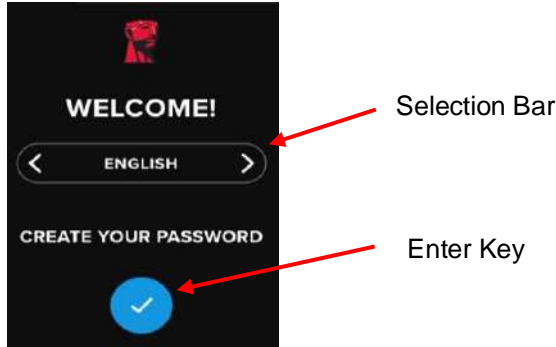 WELCOME!
Selection Bar
ENGLISH
CREATE YOUR PASSWORD
Enter Key